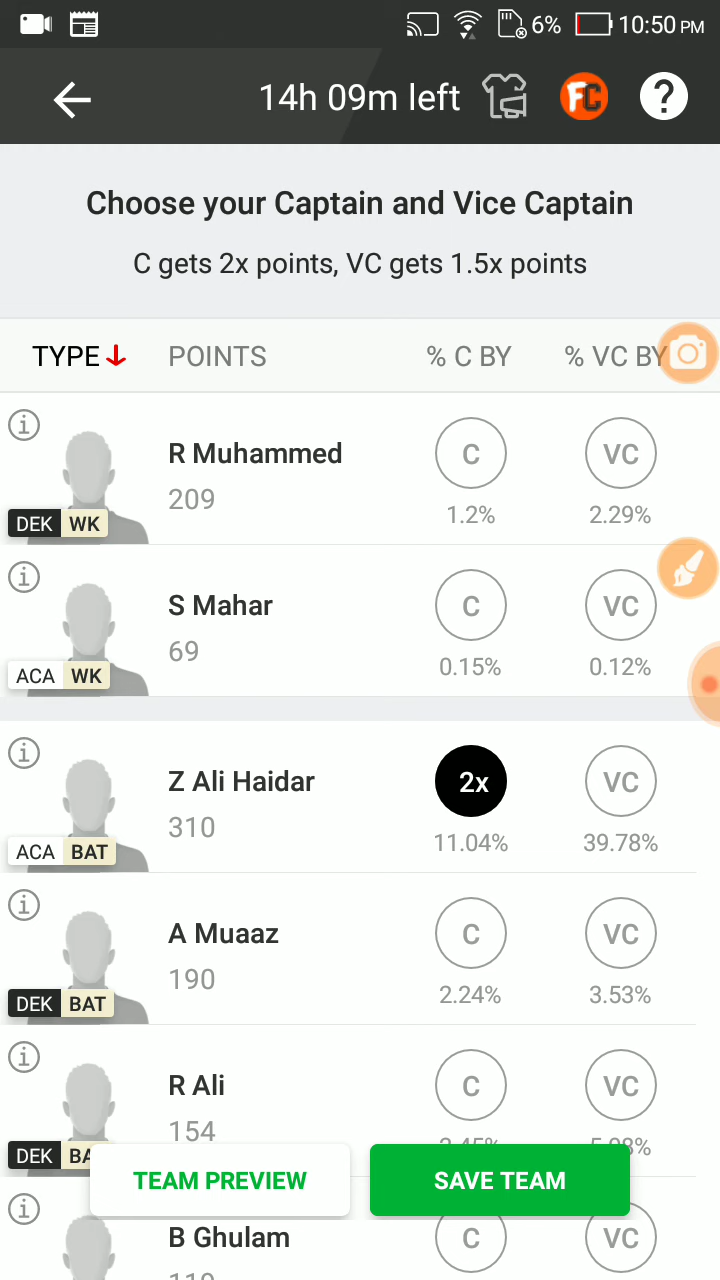 6% 10:50 PM
14h 09m left FC ?
Choose your Captain and Vice Captain
C gets 2x points, VC gets 1.5x points
TYPE POINTS % C BY % VC BY
i
R Muhammed C VC
209
DEK WK 1.2% 2.29%
i
S Mahar C VC
69
ACA WK 0.15% 0.12%
i
Z Ali Haidar 2x VC
310
ACA BAT 11.04% 39.78%
i
A Muaaz C VC
190
DEK BAT 2.24% 3.53%
i
R Ali C VC
154
DEK
TEAM PREVIEW SAVE TEAM
i
B Ghulam C VC